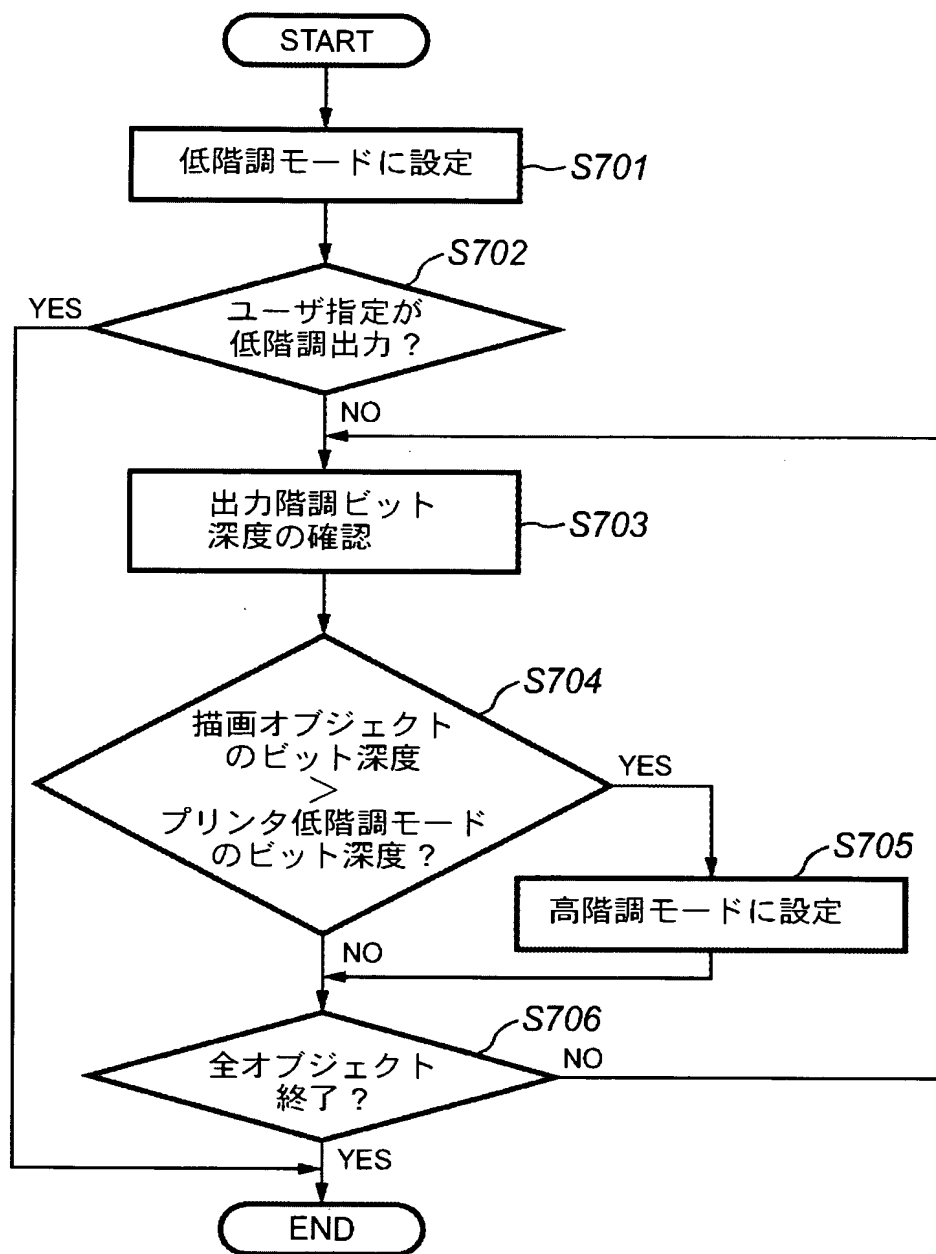 START
低階調モードに設定
S701
S702
YES
ユーザ指定が
低階調出力?
NO
出力階調ビット
深度の確認
S703
S704
描画オブジェクト
のビット深度
>
プリンタ低階調モード
のビット深度?
YES
S705
高階調モードに設定
NO
S706
全オブジェクト
終了?
NO
YES
END